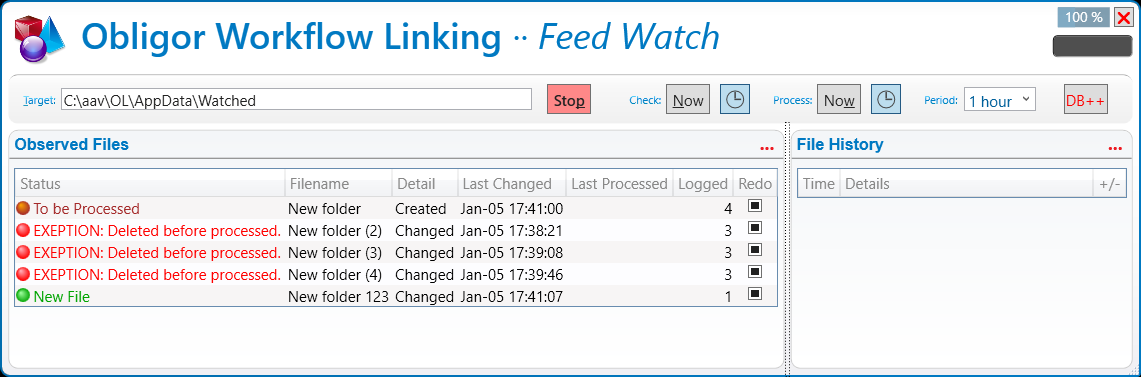 Obligor Workflow Linking ·· Feed Watch
100 %
Target: C:\aav\OL\AppData\Watched Stop Check: Now Process: Now Period: 1 hour DB++
Observed Files ... File History ...
Status Filename Detail Last Changed Last Processed Logged Redo Time Details +/-
To be Processed New folder Created Jan-05 17:41:00 4
EXEPTION: Deleted before processed. New folder (2) Changed Jan-05 17:38:21 3
EXEPTION: Deleted before processed. New folder (3) Changed Jan-05 17:39:08 3
EXEPTION: Deleted before processed. New folder (4) Changed Jan-05 17:39:46 3
New File New folder 123 Changed Jan-05 17:41:07 1